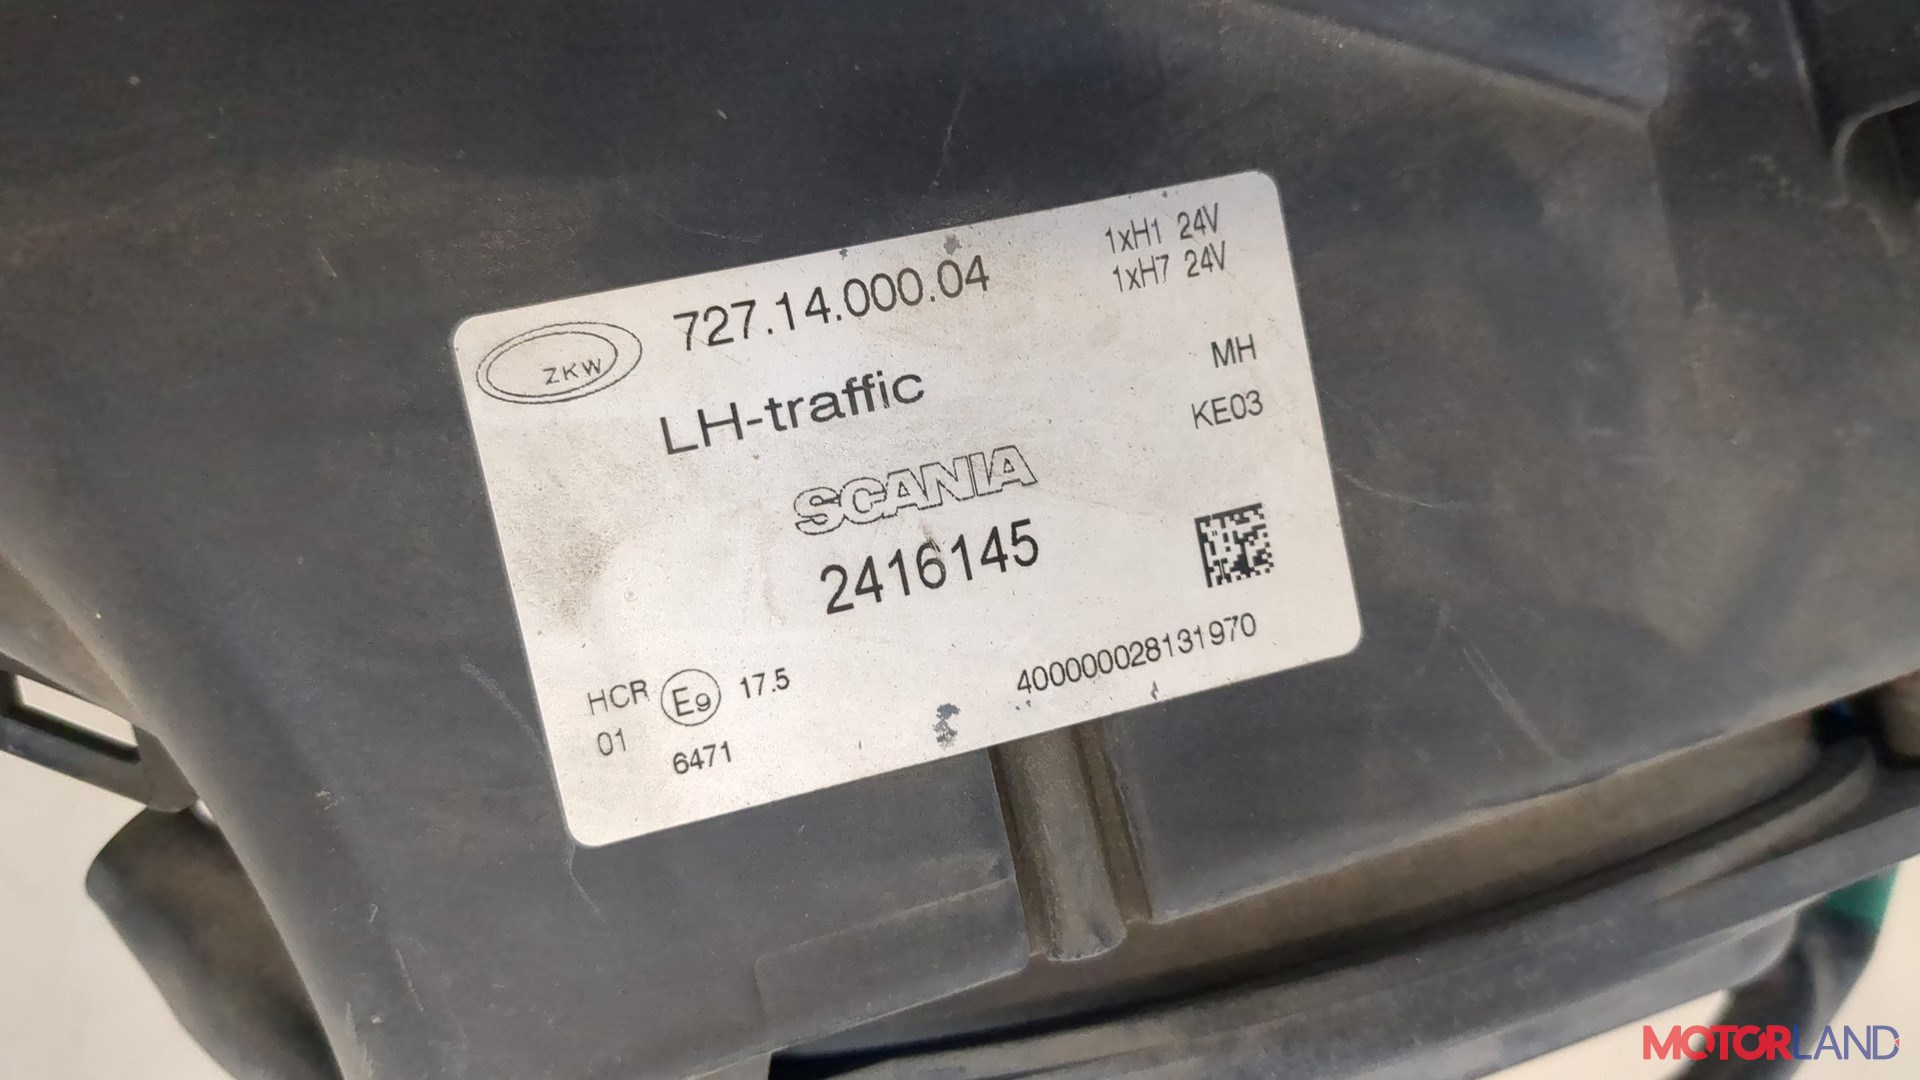 727.14.000.04
1xH1 24V
1xH7 24V
ZKW
LH-traffic
MH
KE03
SCANIA
2416145
HCR E9 17.5
01
6471
400000028131970
MOTORLAND